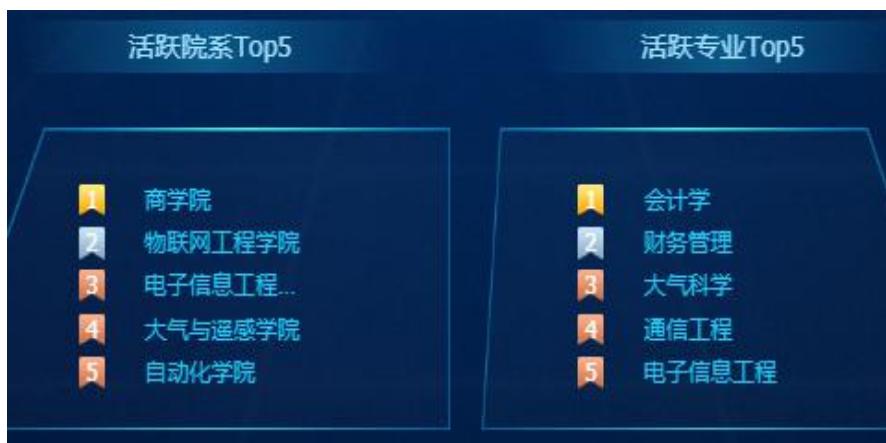 活跃院系Top5
1 商学院
2 物联网工程学院
3 电子信息工程...
4 大气与遥感学院
5 自动化学院
活跃专业Top5
1 会计学
2 财务管理
3 大气科学
4 通信工程
5 电子信息工程